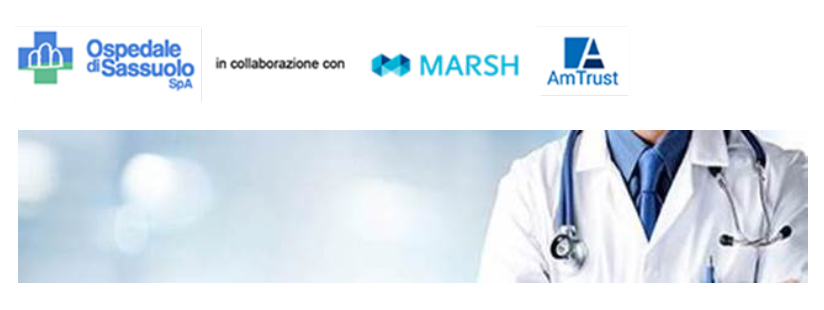 Ospedale
di Sassuolo
SpA
in collaborazione con
MARSH
AmTrust